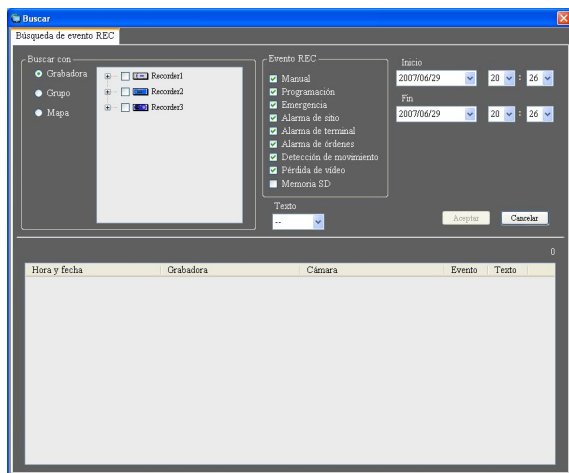 Buscar
Búsqueda de evento REC
Buscar con
Grabadora
Grupo
Mapa
Recorder1
Recorder2
Recorder3
Evento REC
Manual
Programación
Emergencia
Alarma de sitio
Alarma de terminal
Alarma de órdenes
Detección de movimiento
Pérdida de vídeo
Memoria SD
Inicio
2007/06/29 20 : 26
Fin
2007/06/29 20 : 26
Texto
--
Aceptar Cancelar
0
Hora y fecha Grabadora Cámara Evento Texto